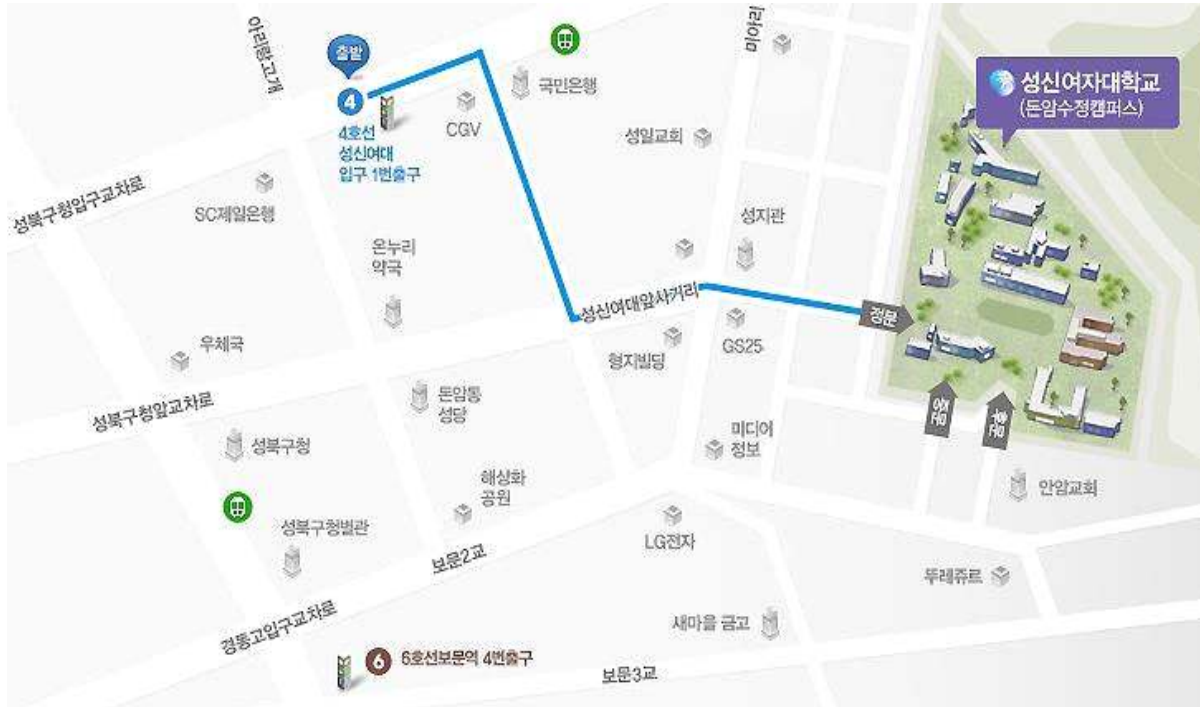 아리랑고개
출발
4
4호선
성신여대
입구 1번출구
CGV
국민은행
미아리
성신여자대학교
(돈암수정캠퍼스)
성일교회
성북구청입구교차로
SC제일은행
온누리
약국
성지관
성신여대앞사거리
정문
우체국
형지빌딩
GS25
성북구청앞교차로
돈암동
성당
중문
후문
성북구청
미디어
정보
해상화
공원
안암교회
성북구청별관
LG전자
보문2교
뚜레쥬르
경동고입구교차로
새마을 금고
6
6호선보문역 4번출구
보문3교